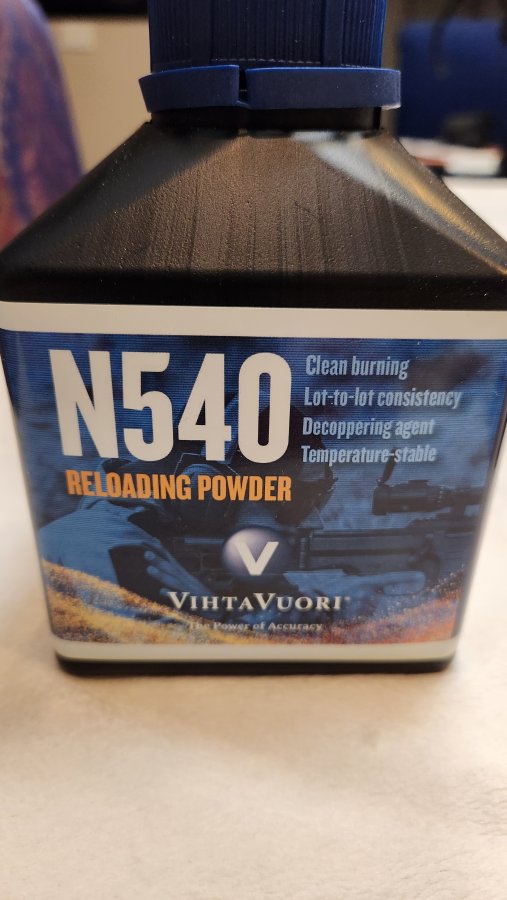 N540
RELOADING POWDER
Clean burning
Lot-to-lot consistency
Decoppering agent
Temperature-stable
V
VIHTAVUORI®
The Power of Accuracy